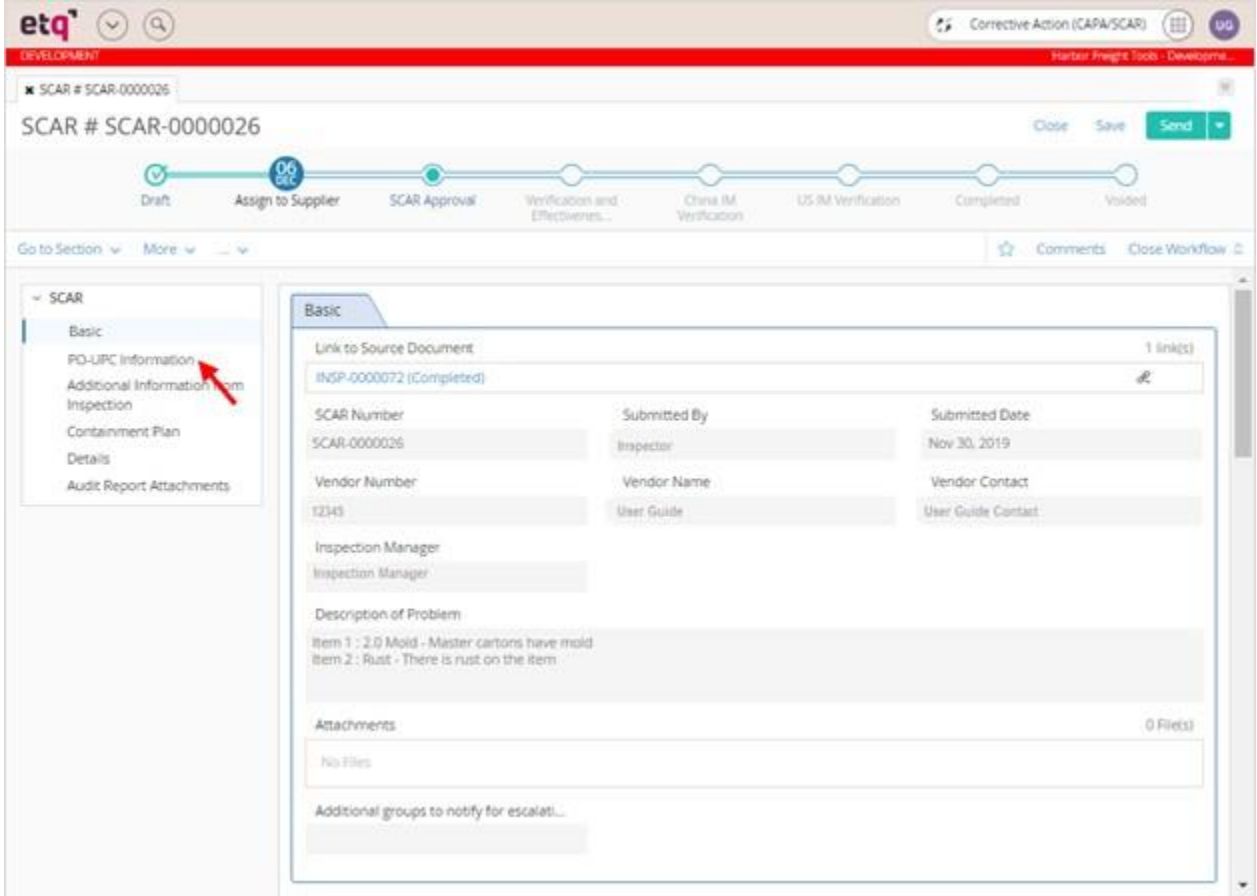 etq
Corrective Action (CAPA/SCAR)
UG
DEVELOPMENT
Harbor Freight Tools - Developme...
SCAR # SCAR-0000026
SCAR # SCAR-0000026
Close Save Send
06
DEC
Draft Assign to Supplier SCAR Approval Verification and Effectivenes... China IM Verification US IM Verification Completed Voided
Go to Section More ... Comments Close Workflow
SCAR
Basic
PO-UPC Information
Additional Information from
Inspection
Containment Plan
Details
Audit Report Attachments
Basic
Link to Source Document 1 link(s)
INSP-0000072 (Completed)
SCAR Number Submitted By Submitted Date
SCAR-0000026 Inspector Nov 30, 2019
Vendor Number Vendor Name Vendor Contact
12345 User Guide User Guide Contact
Inspection Manager
Inspection Manager
Description of Problem
Item 1 : 2.0 Mold - Master cartons have mold
Item 2 : Rust - There is rust on the item
Attachments 0 File(s)
No Files
Additional groups to notify for escalati...